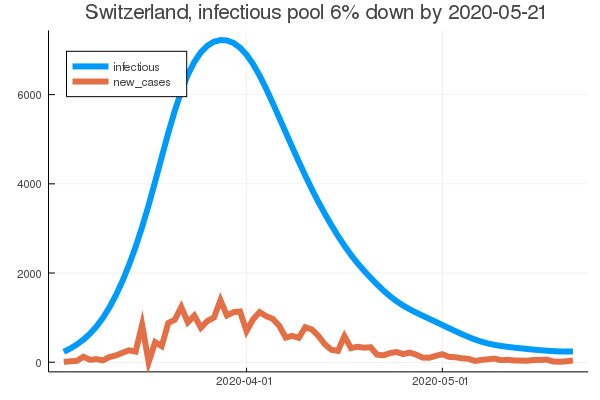 Switzerland, infectious pool 6% down by 2020-05-21
infectious
new_cases
6000
4000
2000
0
2020-04-01
2020-05-01